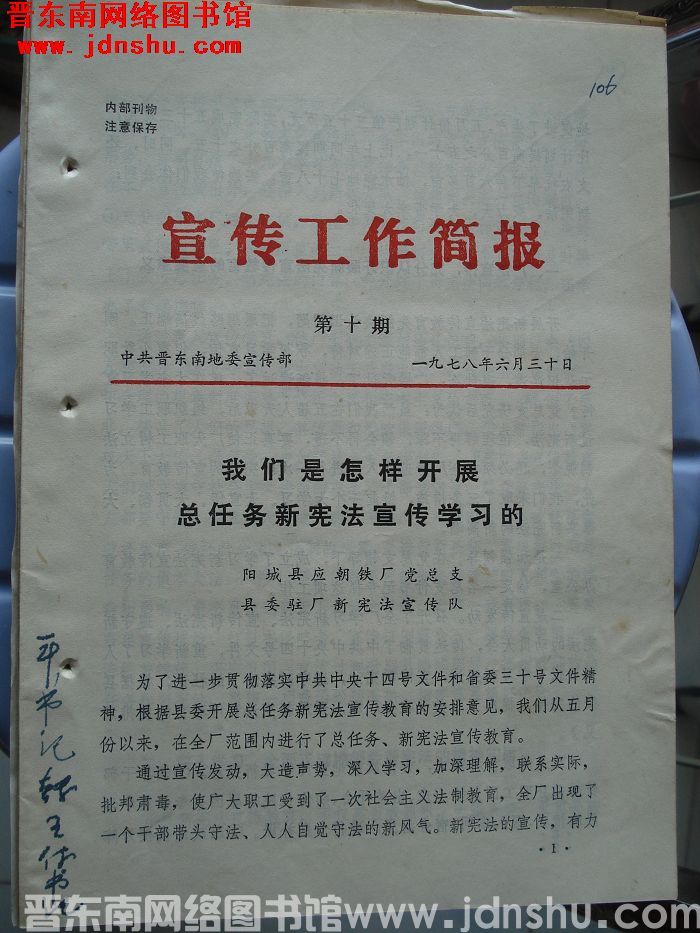 晋东南网络图书馆
www.jdnshu.com
106
内部刊物
注意保存
宣传工作简报
第十期
中共晋东南地委宣传部 一九七八年六月三十日
我们是怎样开展
总任务新宪法宣传学习的
阳城县应朝铁厂党总支
县委驻厂新宪法宣传队
为了进一步贯彻落实中共中央十四号文件和省委三十号文件精
神，根据县委开展总任务新宪法宣传教育的安排意见，我们从五月
份以来，在全厂范围内进行了总任务、新宪法宣传教育。
通过宣传发动，大造声势，深入学习，加深理解，联系实际，
批邦肃毒，使广大职工受到了一次社会主义法制教育，全厂出现了
一个干部带头守法、人人自觉守法的新风气。新宪法的宣传，有力
·1·
晋东南网络图书馆 www.jdnshu.com